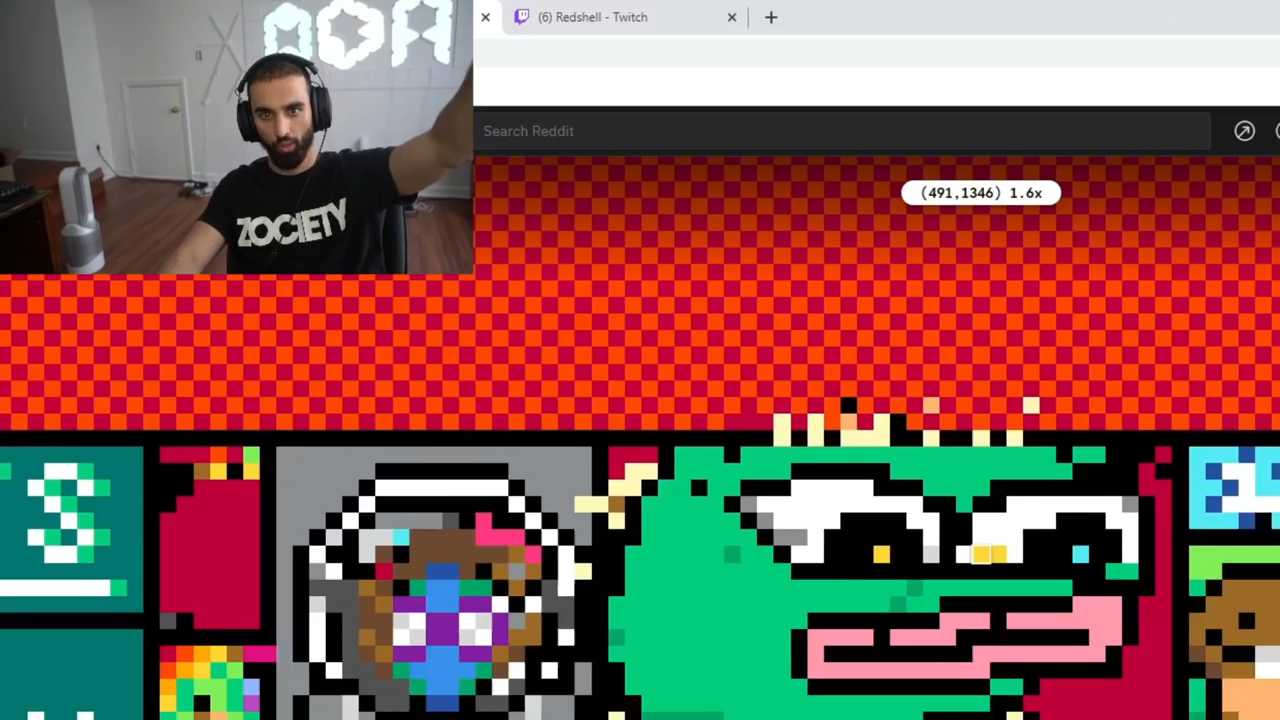 (6) Redshell - Twitch
Search Reddit
(491,1346) 1.6x
ZOCIETY
S